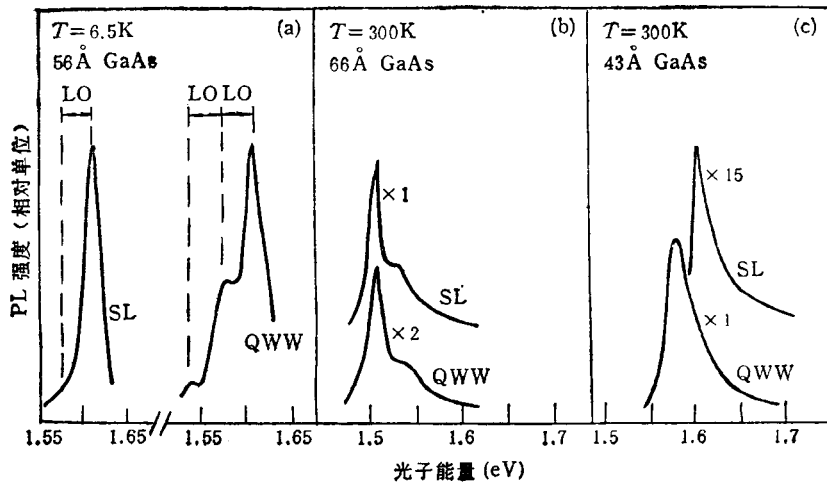 T=6.5K (a)
56Å GaAs
LO LO LO
SL
QWW
T=300K (b)
66Å GaAs
×1
SL
×2
QWW
T=300K (c)
43Å GaAs
×15
SL
×1
QWW
PL 强度 (相对单位)
1.55 1.65 1.55 1.65 1.5 1.6 1.7 1.5 1.6 1.7
光子能量 (eV)